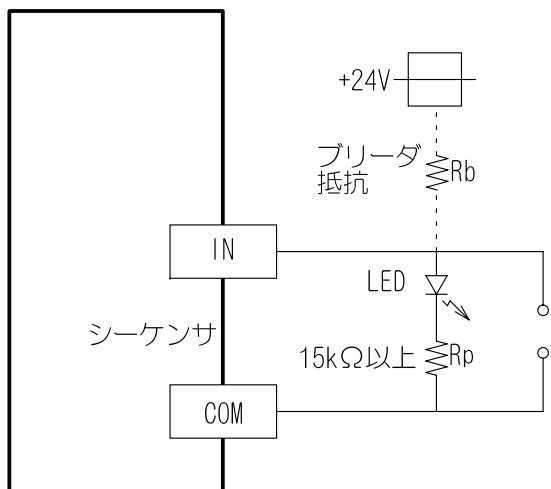 +24V
ブリーダ
抵抗
Rb
IN
LED
シーケンサ
15kΩ以上
Rp
COM